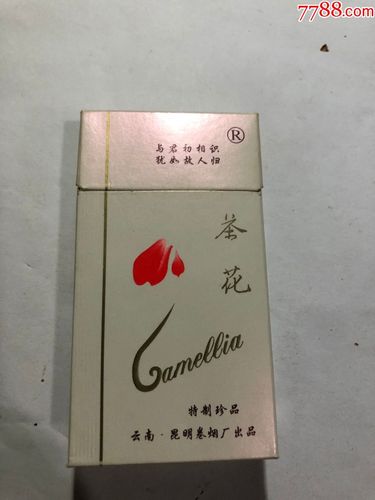 7788.com
与君初相识
犹如故人归
®
茶花
Camellia
特制珍品
云南·昆明卷烟厂出品